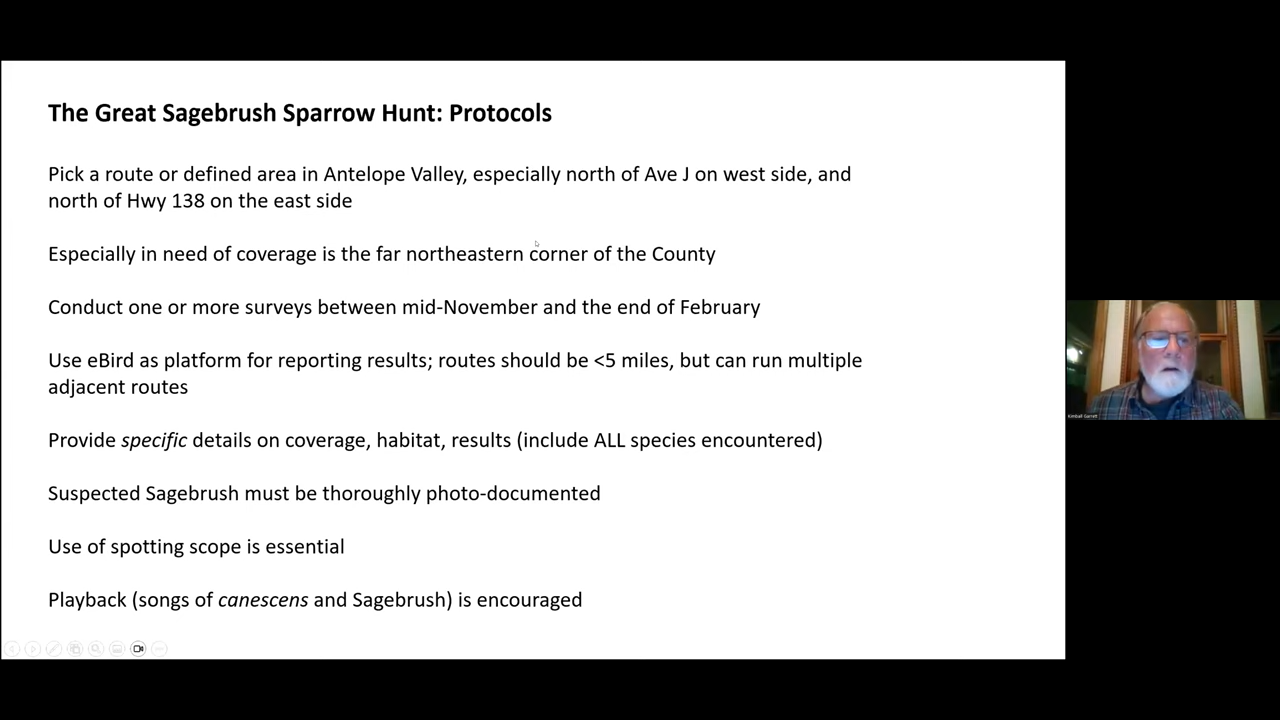 The Great Sagebrush Sparrow Hunt: Protocols
Pick a route or defined area in Antelope Valley, especially north of Ave J on west side, and
north of Hwy 138 on the east side
Especially in need of coverage is the far northeastern corner of the County
Conduct one or more surveys between mid-November and the end of February
Use eBird as platform for reporting results; routes should be <5 miles, but can run multiple
adjacent routes
Provide specific details on coverage, habitat, results (include ALL species encountered)
Suspected Sagebrush must be thoroughly photo-documented
Use of spotting scope is essential
Playback (songs of canescens and Sagebrush) is encouraged
Kimball Garrett